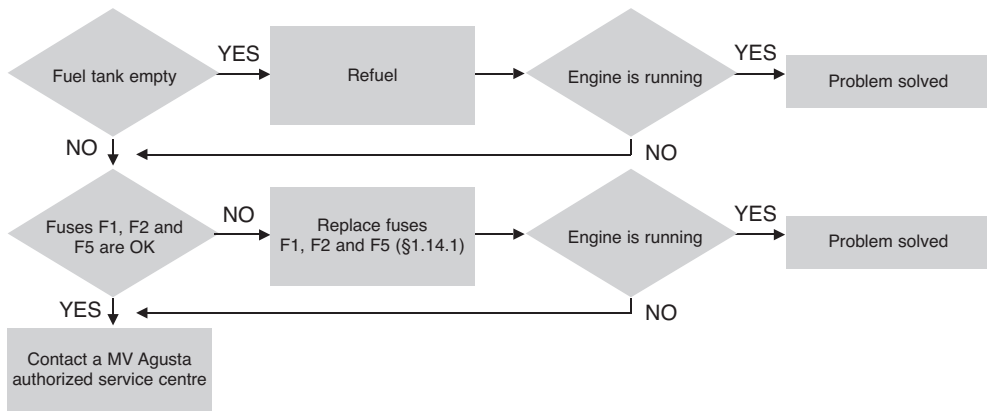 Fuel tank empty
YES
Refuel
Engine is running
YES
Problem solved
NO
NO
Fuses F1, F2 and
F5 are OK
NO
Replace fuses
F1, F2 and F5 (§1.14.1)
Engine is running
YES
Problem solved
YES
NO
Contact a MV Agusta
authorized service centre